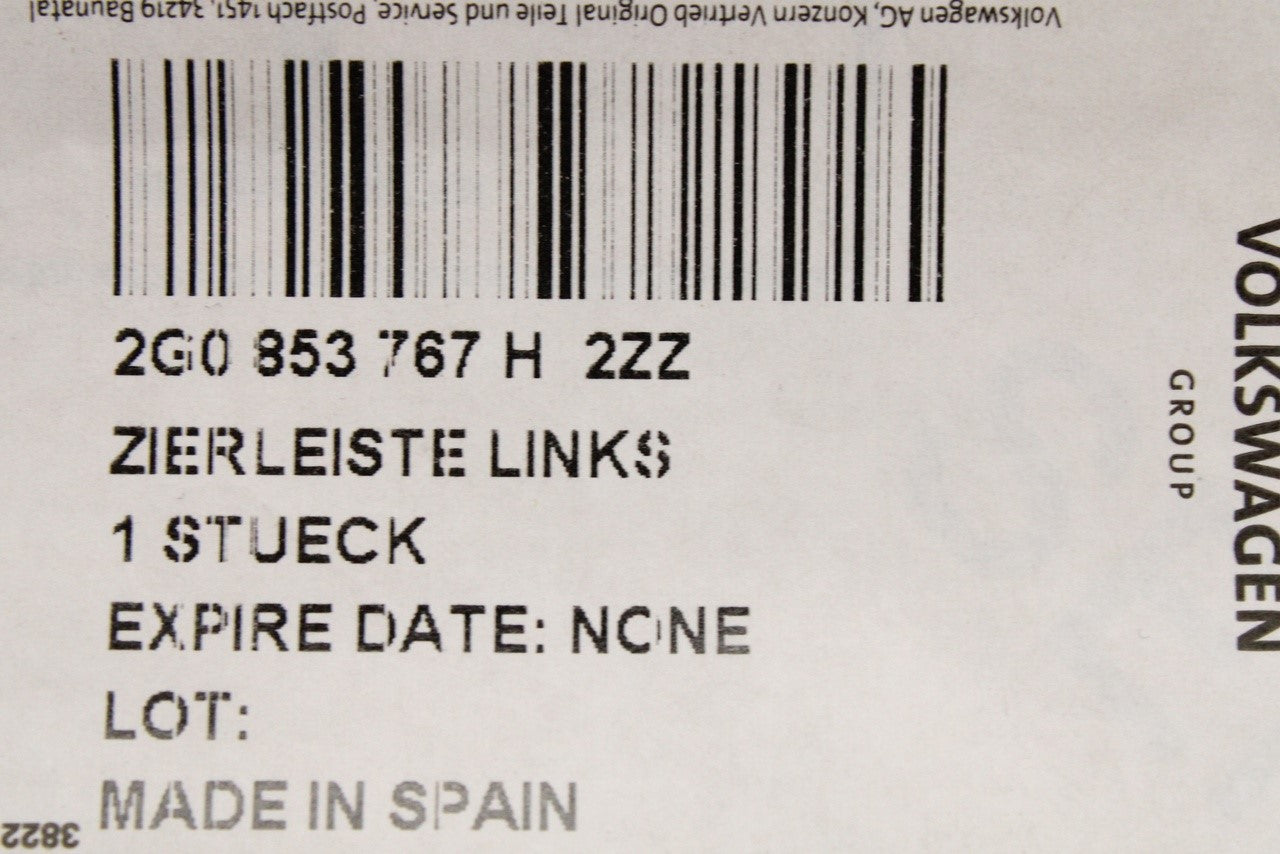 Volkswagen AG, Konzern Vertrieb Original Teile und Service, Postfach 1451, 34219 Baunatal
2G0 853 767 H 2ZZ
ZIERLEISTE LINKS
1 STUECK
EXPIRE DATE: NONE
LOT:
MADE IN SPAIN
3822
VOLKSWAGEN
GROUP